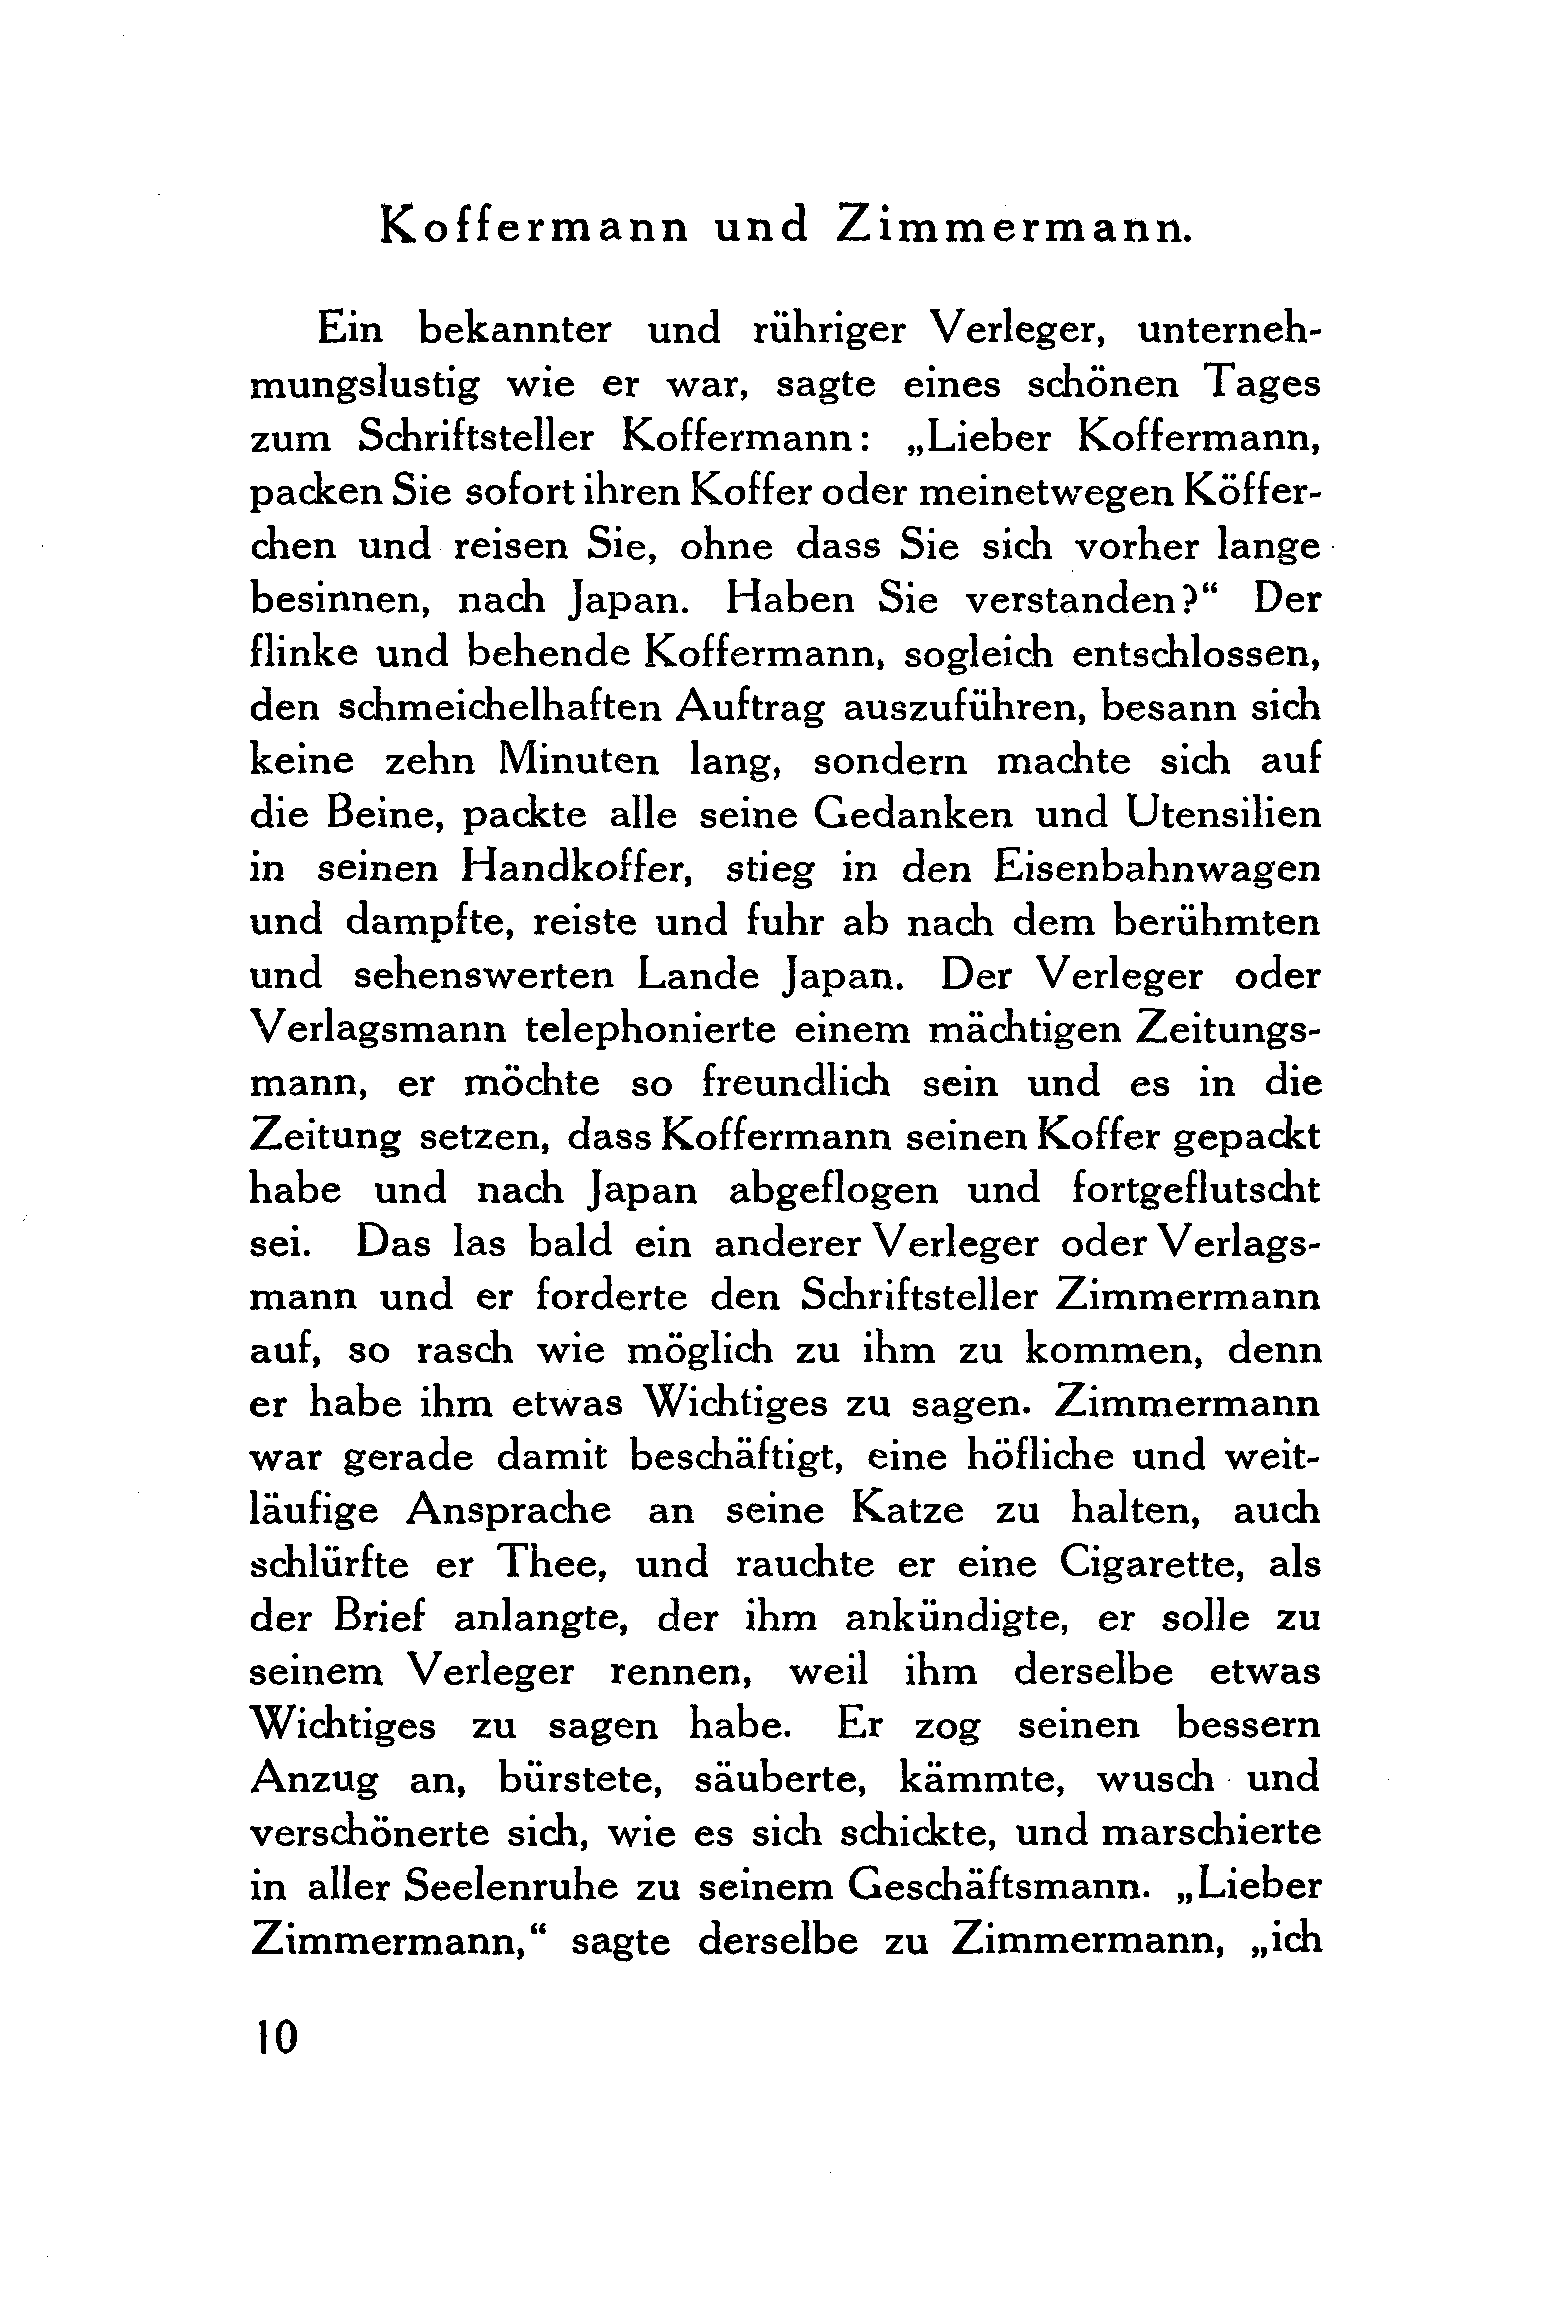 Koffermann und Zimmermann.
Ein bekannter und rühriger Verleger, unterneh-
mungslustig wie er war, sagte eines schönen Tages
zum Schriftsteller Koffermann: „Lieber Koffermann,
packen Sie sofort ihren Koffer oder meinetwegen Köffer-
chen und reisen Sie, ohne dass Sie sich vorher lange
besinnen, nach Japan. Haben Sie verstanden?“ Der
flinke und behende Koffermann, sogleich entschlossen,
den schmeichelhaften Auftrag auszuführen, besann sich
keine zehn Minuten lang, sondern machte sich auf
die Beine, packte alle seine Gedanken und Utensilien
in seinen Handkoffer, stieg in den Eisenbahnwagen
und dampfte, reiste und fuhr ab nach dem berühmten
und sehenswerten Lande Japan. Der Verleger oder
Verlagsmann telephonierte einem mächtigen Zeitungs-
mann, er möchte so freundlich sein und es in die
Zeitung setzen, dass Koffermann seinen Koffer gepackt
habe und nach Japan abgeflogen und fortgeflutscht
sei. Das las bald ein anderer Verleger oder Verlags-
mann und er forderte den Schriftsteller Zimmermann
auf, so rasch wie möglich zu ihm zu kommen, denn
er habe ihm etwas Wichtiges zu sagen. Zimmermann
war gerade damit beschäftigt, eine höfliche und weit-
läufige Ansprache an seine Katze zu halten, auch
schlürfte er Thee, und rauchte er eine Cigarette, als
der Brief anlangte, der ihm ankündigte, er solle zu
seinem Verleger rennen, weil ihm derselbe etwas
Wichtiges zu sagen habe. Er zog seinen bessern
Anzug an, bürstete, säuberte, kämmte, wusch und
verschönerte sich, wie es sich schickte, und marschierte
in aller Seelenruhe zu seinem Geschäftsmann. „Lieber
Zimmermann,“ sagte derselbe zu Zimmermann, „ich
10